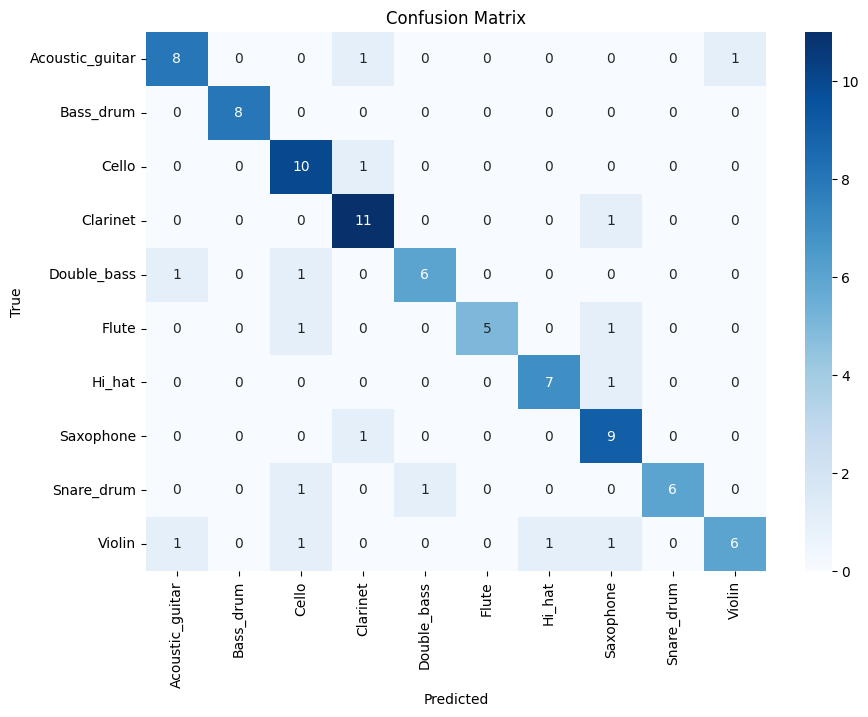 Confusion Matrix
True
Acoustic_guitar 8 0 0 1 0 0 0 0 0 1
Bass_drum 0 8 0 0 0 0 0 0 0 0
Cello 0 0 10 1 0 0 0 0 0 0
Clarinet 0 0 0 11 0 0 0 1 0 0
Double_bass 1 0 1 0 6 0 0 0 0 0
Flute 0 0 1 0 0 5 0 1 0 0
Hi_hat 0 0 0 0 0 0 7 1 0 0
Saxophone 0 0 0 1 0 0 0 9 0 0
Snare_drum 0 0 1 0 1 0 0 0 6 0
Violin 1 0 1 0 0 0 1 1 0 6
Acoustic_guitar Bass_drum Cello Clarinet Double_bass Flute Hi_hat Saxophone Snare_drum Violin
Predicted
10
8
6
4
2
0